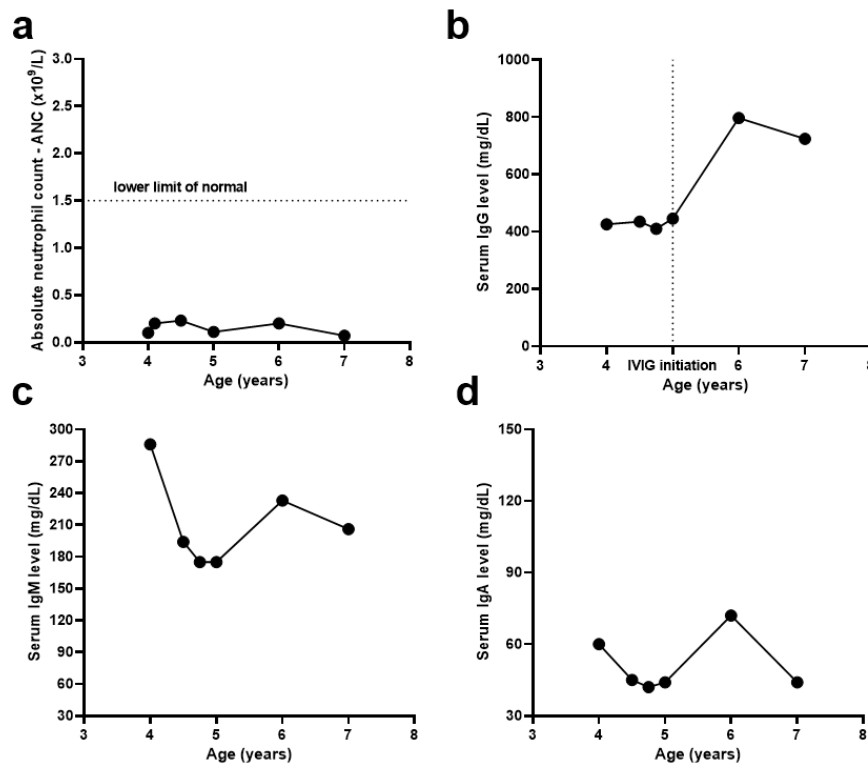 a
Absolute neutrophil count - ANC (x10⁹/L)
3.0
2.5
2.0
1.5
1.0
0.5
0.0
lower limit of normal
3 4 5 6 7 8
Age (years)
b
Serum IgG level (mg/dL)
1000
800
600
400
200
0
3 4 IVIG initiation 6 7 8
Age (years)
c
Serum IgM level (mg/dL)
300
270
240
210
180
150
120
90
60
30
3 4 5 6 7 8
Age (years)
d
Serum IgA level (mg/dL)
150
120
90
60
30
3 4 5 6 7 8
Age (years)